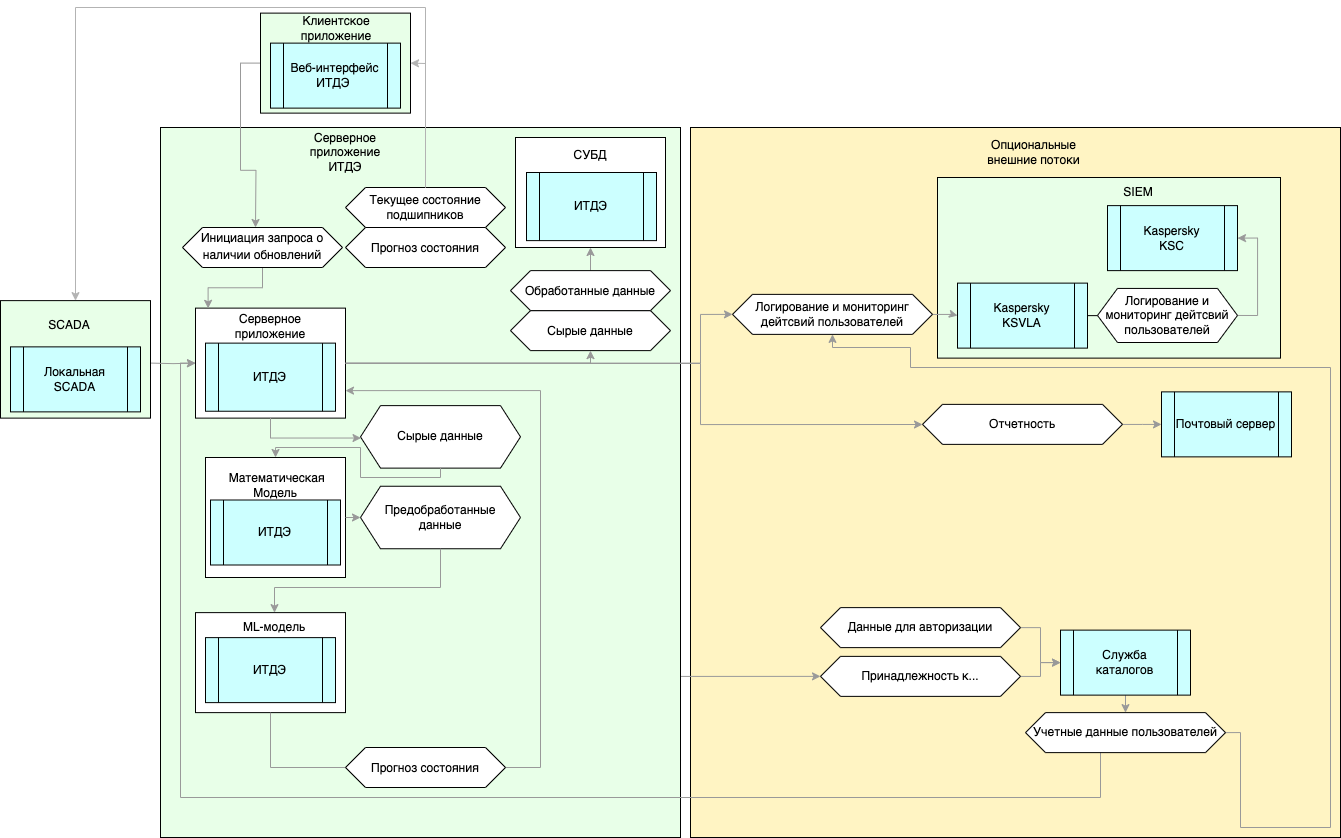 Клиентское
приложение
Веб-интерфейс
ИТДЭ
Серверное
приложение
ИТДЭ
Текущее состояние
подшипников
Прогноз состояния
Инициация запроса о
наличии обновлений
СУБД
ИТДЭ
Обработанные данные
Сырые данные
SCADA
Локальная
SCADA
Серверное
приложение
ИТДЭ
Сырые данные
Математическая
Модель
ИТДЭ
Предобработанные
данные
ML-модель
ИТДЭ
Прогноз состояния
Опциональные
внешние потоки
SIEM
Kaspersky
KSC
Логирование и мониторинг
дейтсвий пользователей
Kaspersky
KSVLA
Логирование и
мониторинг дейтсвий
пользователей
Отчетность
Почтовый сервер
Данные для авторизации
Принадлежность к...
Служба
каталогов
Учетные данные пользователей